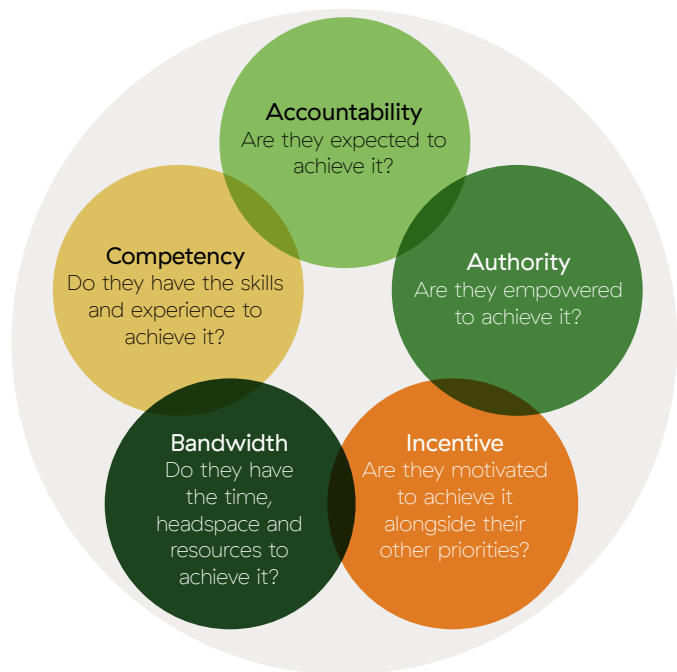 Accountability
Are they expected to
achieve it?
Authority
Are they empowered
to achieve it?
Incentive
Are they motivated
to achieve it
alongside their
other priorities?
Bandwidth
Do they have
the time,
headspace and
resources to
achieve it?
Competency
Do they have the skills
and experience to
achieve it?